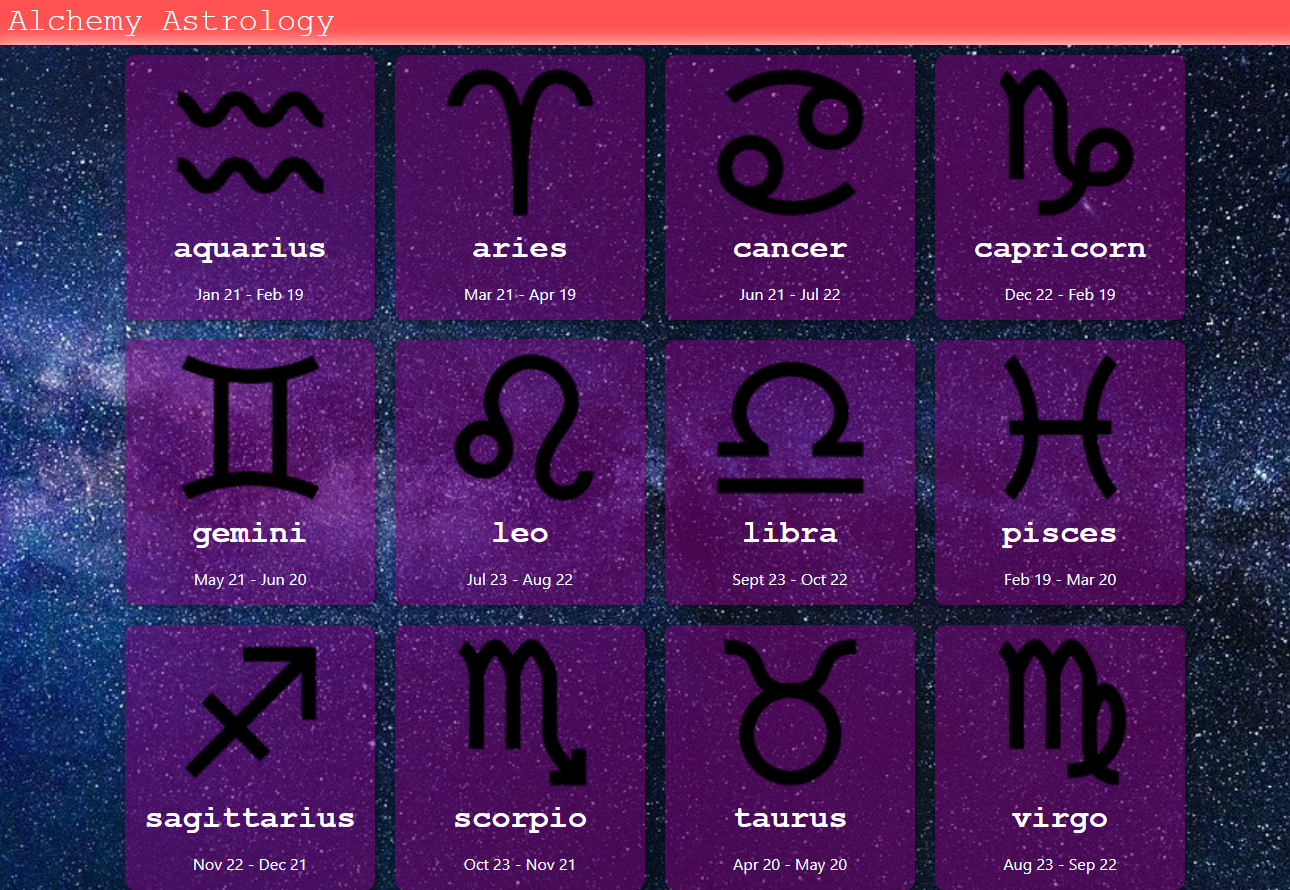 Alchemy Astrology
aquarius
Jan 21 - Feb 19
aries
Mar 21 - Apr 19
cancer
Jun 21 - Jul 22
capricorn
Dec 22 - Feb 19
gemini
May 21 - Jun 20
leo
Jul 23 - Aug 22
libra
Sept 23 - Oct 22
pisces
Feb 19 - Mar 20
sagittarius
Nov 22 - Dec 21
scorpio
Oct 23 - Nov 21
taurus
Apr 20 - May 20
virgo
Aug 23 - Sep 22